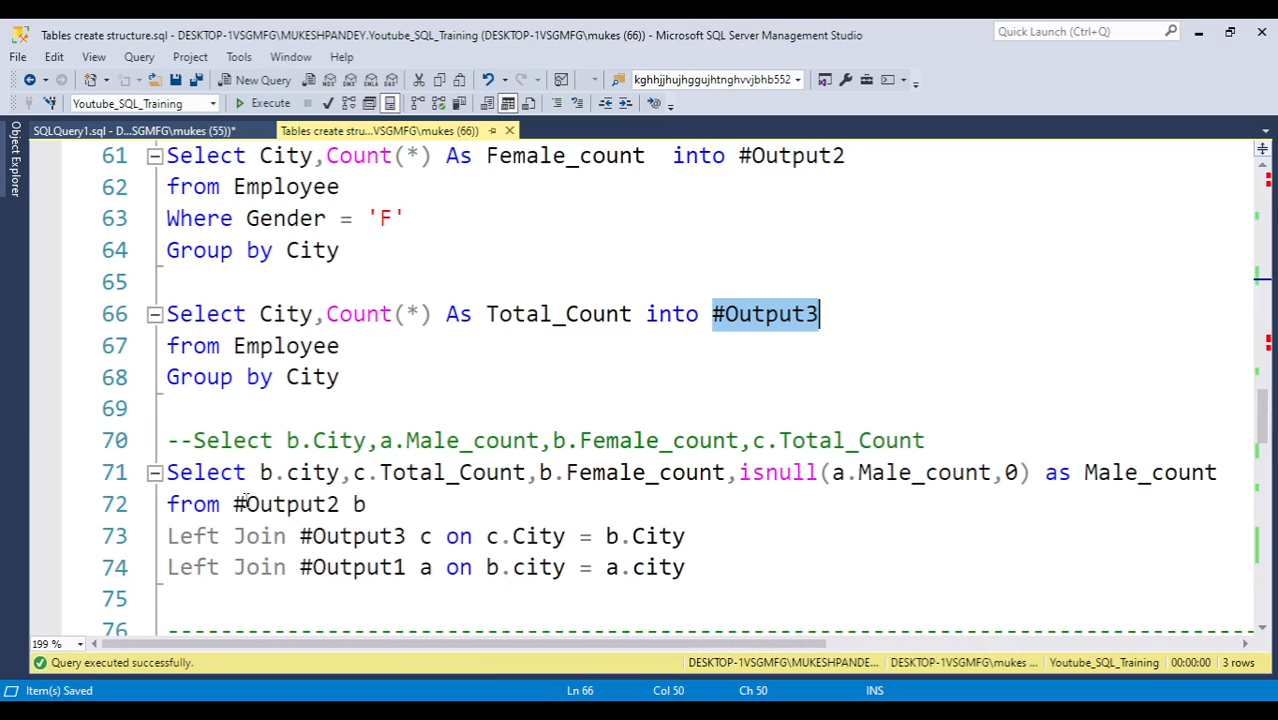 Tables create structure.sql - DESKTOP-1VSGMFG\MUKESHPANDEY.Youtube_SQL_Training (DESKTOP-1VSGMFG\mukes (66)) - Microsoft SQL Server Management Studio
Quick Launch (Ctrl+Q)
File Edit View Query Project Tools Window Help
New Query
kghhjjhujhggujhtnghvvjbhb552
Youtube_SQL_Training
Execute
SQLQuery1.sql - D...SGMFG\mukes (55))*
Tables create stru...VSGMFG\mukes (66))
Object Explorer
61 Select City,Count(*) As Female_count into #Output2
62 from Employee
63 Where Gender = 'F'
64 Group by City
65
66 Select City,Count(*) As Total_Count into #Output3
67 from Employee
68 Group by City
69
70 --Select b.City,a.Male_count,b.Female_count,c.Total_Count
71 Select b.city,c.Total_Count,b.Female_count,isnull(a.Male_count,0) as Male_count
72 from #Output2 b
73 Left Join #Output3 c on c.City = b.City
74 Left Join #Output1 a on b.city = a.city
75
76 --------------------------------------------------------------------------------
199 %
Query executed successfully.
DESKTOP-1VSGMFG\MUKESHPANDE...
DESKTOP-1VSGMFG\mukes ...
Youtube_SQL_Training
00:00:00
3 rows
Item(s) Saved
Ln 66
Col 50
Ch 50
INS